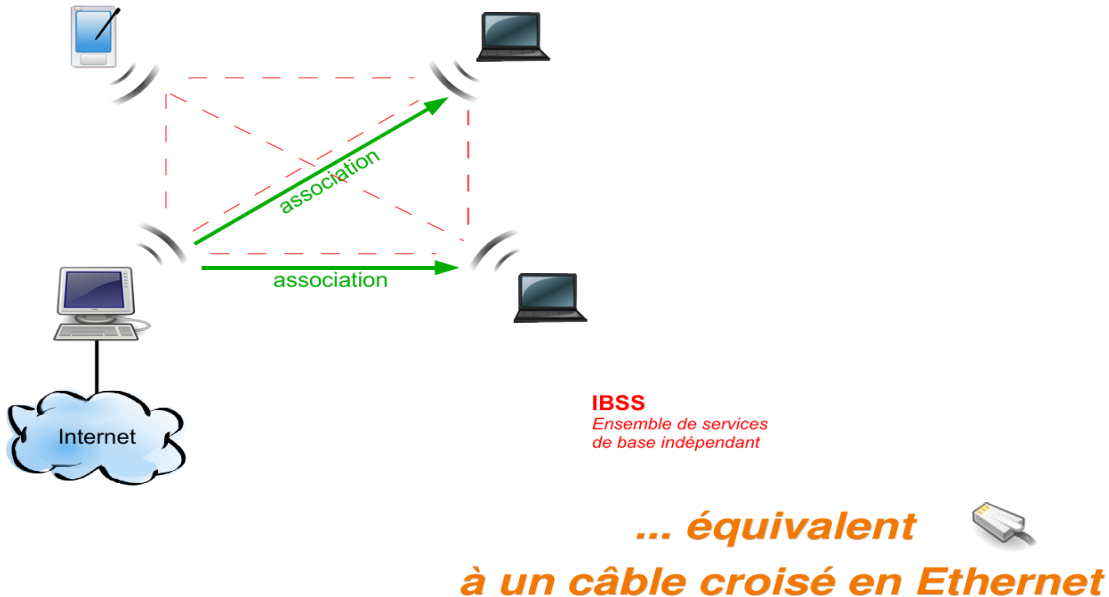 association
association
Internet
IBSS
Ensemble de services
de base indépendant
... équivalent
à un câble croisé en Ethernet